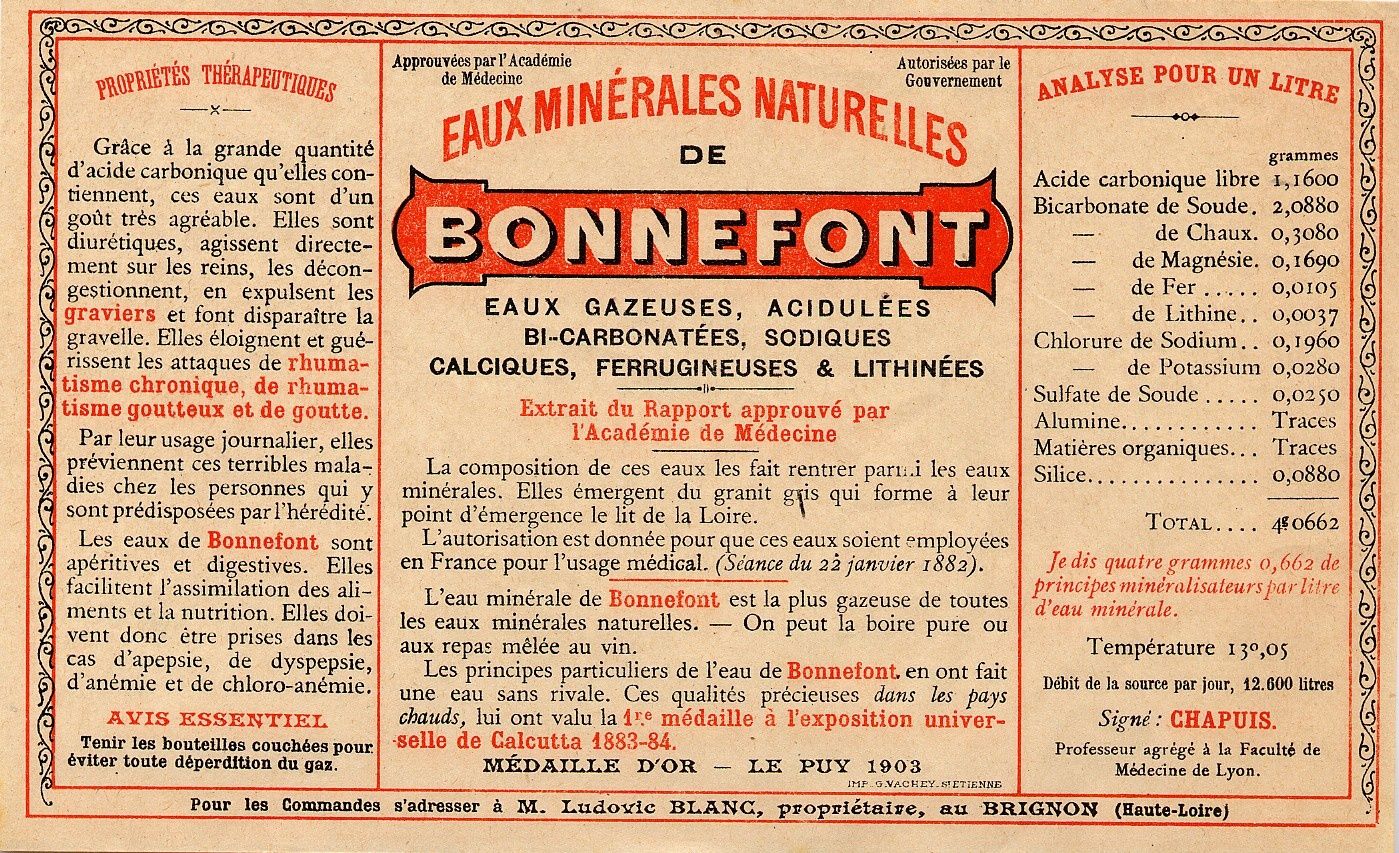 PROPRIÉTÉS THÉRAPEUTIQUES
Grâce à la grande quantité
d'acide carbonique qu'elles con-
tiennent, ces eaux sont d'un
goût très agréable. Elles sont
diurétiques, agissent directe-
ment sur les reins, les décon-
gestionnent, en expulsent les
graviers et font disparaître la
gravelle. Elles éloignent et gué-
rissent les attaques de rhuma-
tisme chronique, de rhuma-
tisme goutteux et de goutte.
Par leur usage journalier, elles
préviennent ces terribles mala-
dies chez les personnes qui y
sont prédisposées par l'hérédité.
Les eaux de Bonnefont sont
apéritives et digestives. Elles
facilitent l'assimilation des ali-
ments et la nutrition. Elles doi-
vent donc être prises dans les
cas d'apepsie, de dyspepsie,
d'anémie et de chloro-anémie.
AVIS ESSENTIEL
Tenir les bouteilles couchées pour
éviter toute déperdition du gaz.
Approuvées par l'Académie
de Médecine
Autorisées par le
Gouvernement
EAUX MINÉRALES NATURELLES
DE
BONNEFONT
EAUX GAZEUSES, ACIDULÉES
BI--CARBONATÉES, SODIQUES
CALCIQUES, FERRUGINEUSES & LITHINÉES
Extrait du Rapport approuvé par
l'Académie de Médecine
La composition de ces eaux les fait rentrer parmi les eaux
minérales. Elles émergent du granit gris qui forme à leur
point d'émergence le lit de la Loire.
L'autorisation est donnée pour que ces eaux soient employées
en France pour l'usage médical. (Séance du 22 janvier 1882).
L'eau minérale de Bonnefont est la plus gazeuse de toutes
les eaux minérales naturelles. — On peut la boire pure ou
aux repas mêlée au vin.
Les principes particuliers de l'eau de Bonnefont en ont fait
une eau sans rivale. Ces qualités précieuses dans les pays
chauds, lui ont valu la 1re médaille à l'exposition univer-
selle de Calcutta 1883-84.
MÉDAILLE D'OR — LE PUY 1903
IMP. G. VACHEY. St ETIENNE
ANALYSE POUR UN LITRE
grammes
Acide carbonique libre 1,1600
Bicarbonate de Soude. 2,0880
— de Chaux. 0,3080
— de Magnésie. 0,1690
— de Fer ..... 0,0105
— de Lithine.. 0,0037
Chlorure de Sodium.. 0,1960
— de Potassium 0,0280
Sulfate de Soude ..... 0,0250
Alumine............ Traces
Matières organiques... Traces
Silice............... 0,0880
TOTAL.... 4g0662
Je dis quatre grammes 0,662 de
principes minéralisateurs par litre
d'eau minérale.
Température 13°,05
Débit de la source par jour, 12.600 litres
Signé : CHAPUIS.
Professeur agrégé à la Faculté de
Médecine de Lyon.
Pour les Commandes s'adresser à M. Ludovic BLANC, propriétaire, au BRIGNON (Haute-Loire)